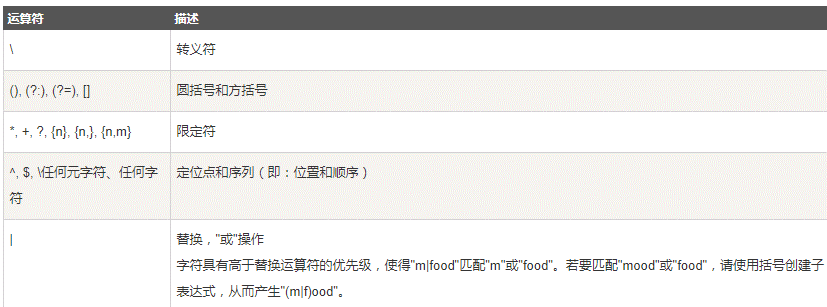 运算符 描述
\ 转义符
(), (?:), (?=), [] 圆括号和方括号
*, +, ?, {n}, {n,}, {n,m} 限定符
^, $, \任何元字符、任何字 定位点和序列（即：位置和顺序）
符
| 替换，"或"操作
字符具有高于替换运算符的优先级，使得"m|food"匹配"m"或"food"。若要匹配"mood"或"food"，请使用括号创建子
表达式，从而产生"(m|f)ood"。